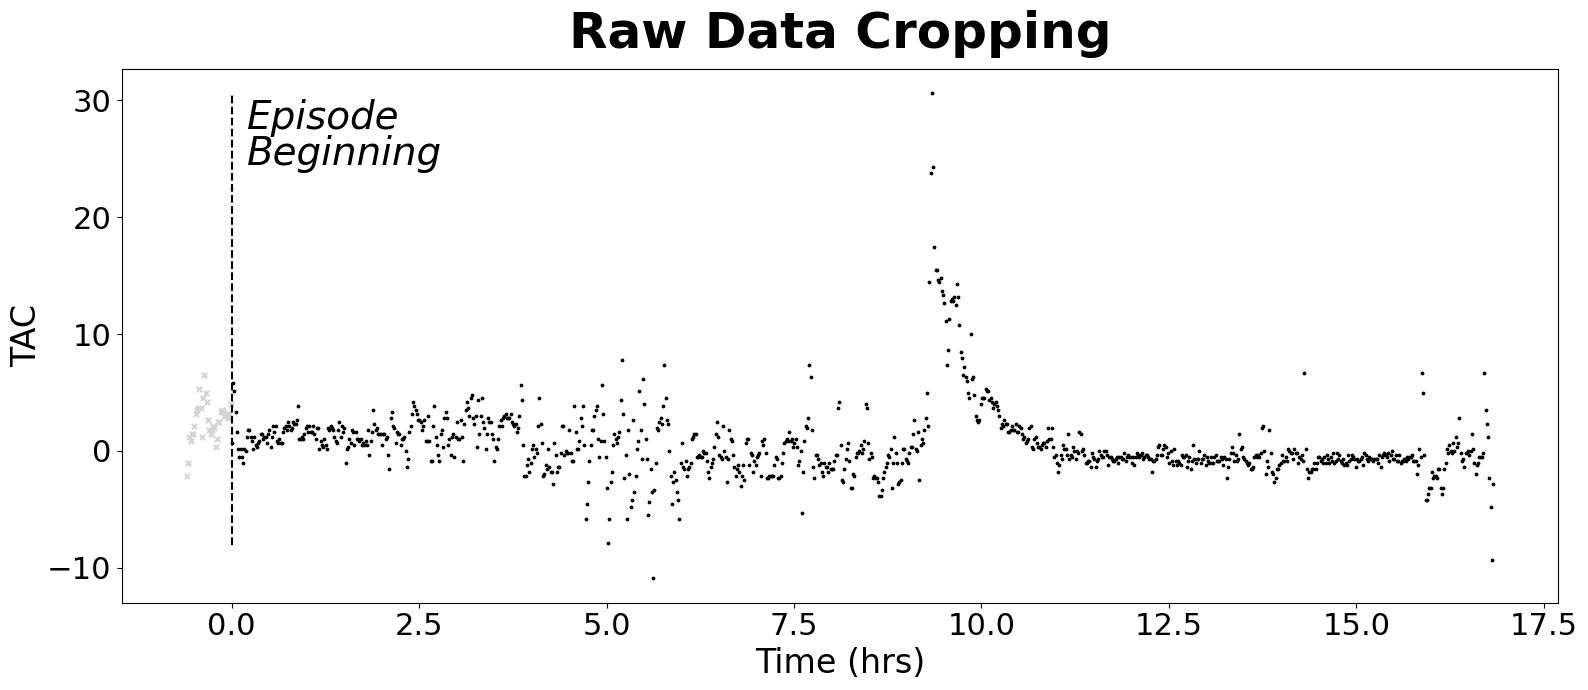 Raw Data Cropping
Episode
Beginning
TAC
30
20
10
0
−10
0.0 2.5 5.0 7.5 10.0 12.5 15.0 17.5
Time (hrs)